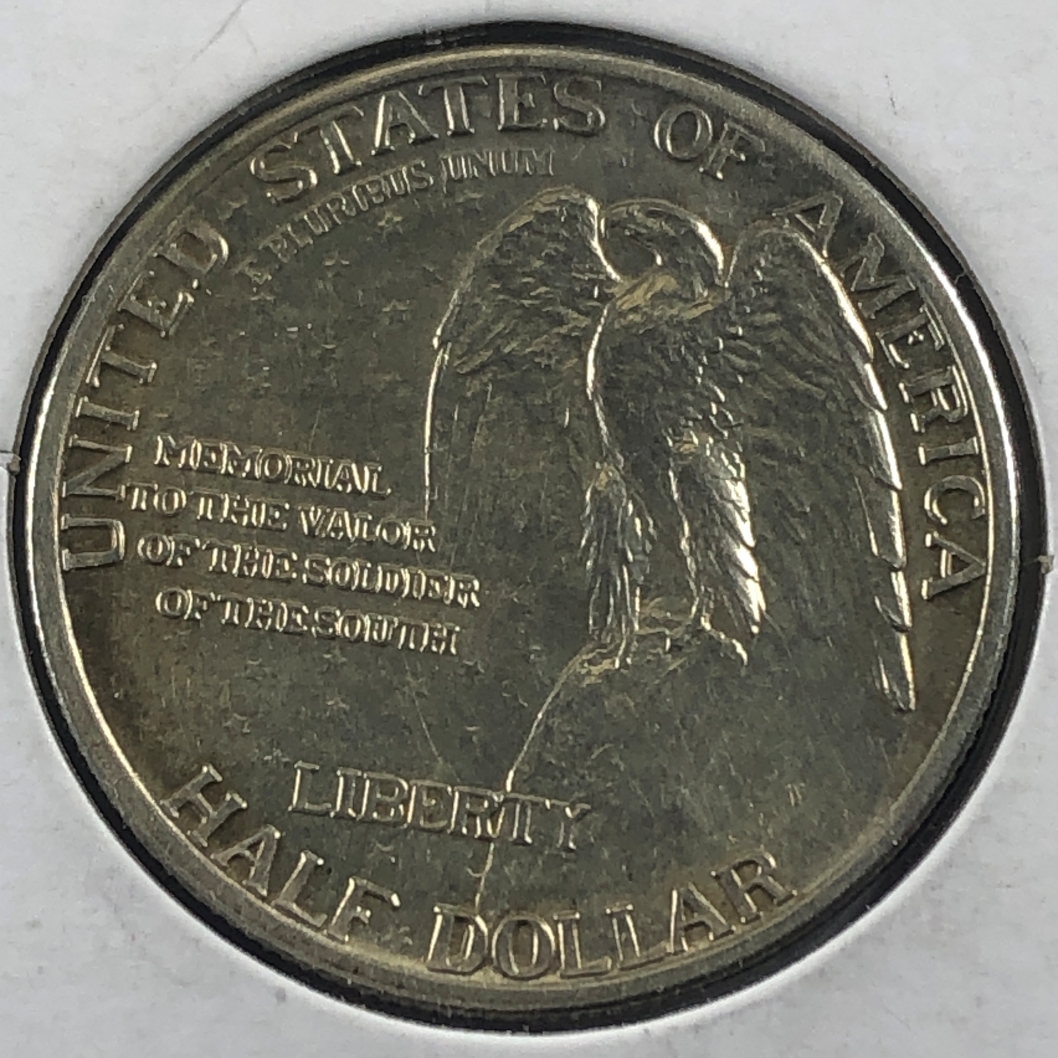 UNITED STATES OF AMERICA
E PLURIBUS UNUM
MEMORIAL
TO THE VALOR
OF THE SOLDIER
OF THE SOUTH
LIBERTY
HALF DOLLAR